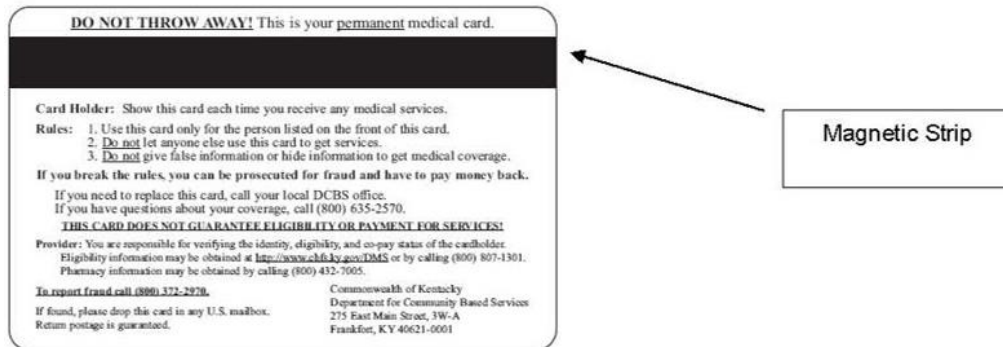 DO NOT THROW AWAY! This is your permanent medical card.
Magnetic Strip
Card Holder: Show this card each time you receive any medical services.
Rules: 1. Use this card only for the person listed on the front of this card.
2. Do not let anyone else use this card to get services.
3. Do not give false information or hide information to get medical coverage.
If you break the rules, you can be prosecuted for fraud and have to pay money back.
If you need to replace this card, call your local DCBS office.
If you have questions about your coverage, call (800) 635-2570.
THIS CARD DOES NOT GUARANTEE ELIGIBILITY OR PAYMENT FOR SERVICES!
Provider: You are responsible for verifying the identity, eligibility, and co-pay status of the cardholder.
Eligibility information may be obtained at http://www.chfs.ky.gov/DMS or by calling (800) 807-1301.
Pharmacy information may be obtained by calling (800) 432-7005.
To report fraud call (800) 372-2970.
If found, please drop this card in any U.S. mailbox.
Return postage is guaranteed.
Commonwealth of Kentucky
Department for Community Based Services
275 East Main Street, 3W-A
Frankfort, KY 40621-0001